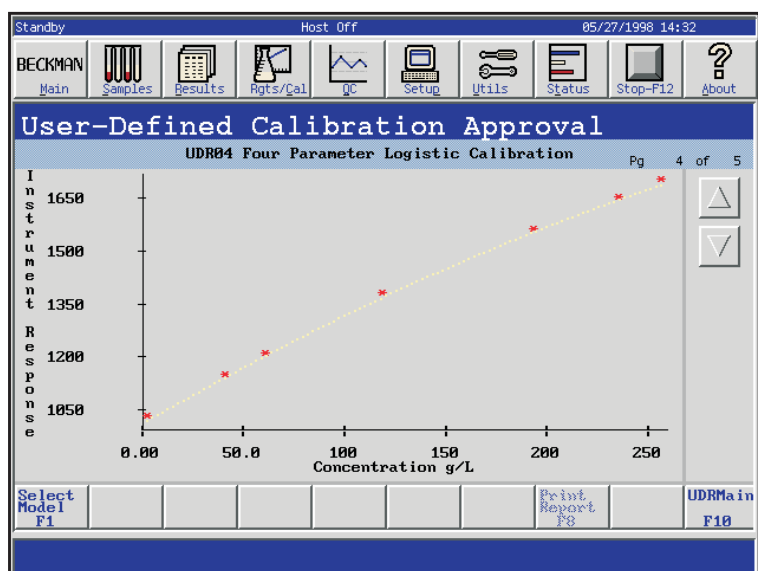 Standby Host Off 05/27/1998 14:32
BECKMAN
Main Samples Results Rgts/Cal QC Setup Utils Status Stop-F12 About
User-Defined Calibration Approval
UDR04 Four Parameter Logistic Calibration Pg 4 of 5
Instrument Response
1650
1500
1350
1200
1050
0.00 50.0 100 150 200 250
Concentration g/L
Select Model F1
Print Report F8
UDRMain F10